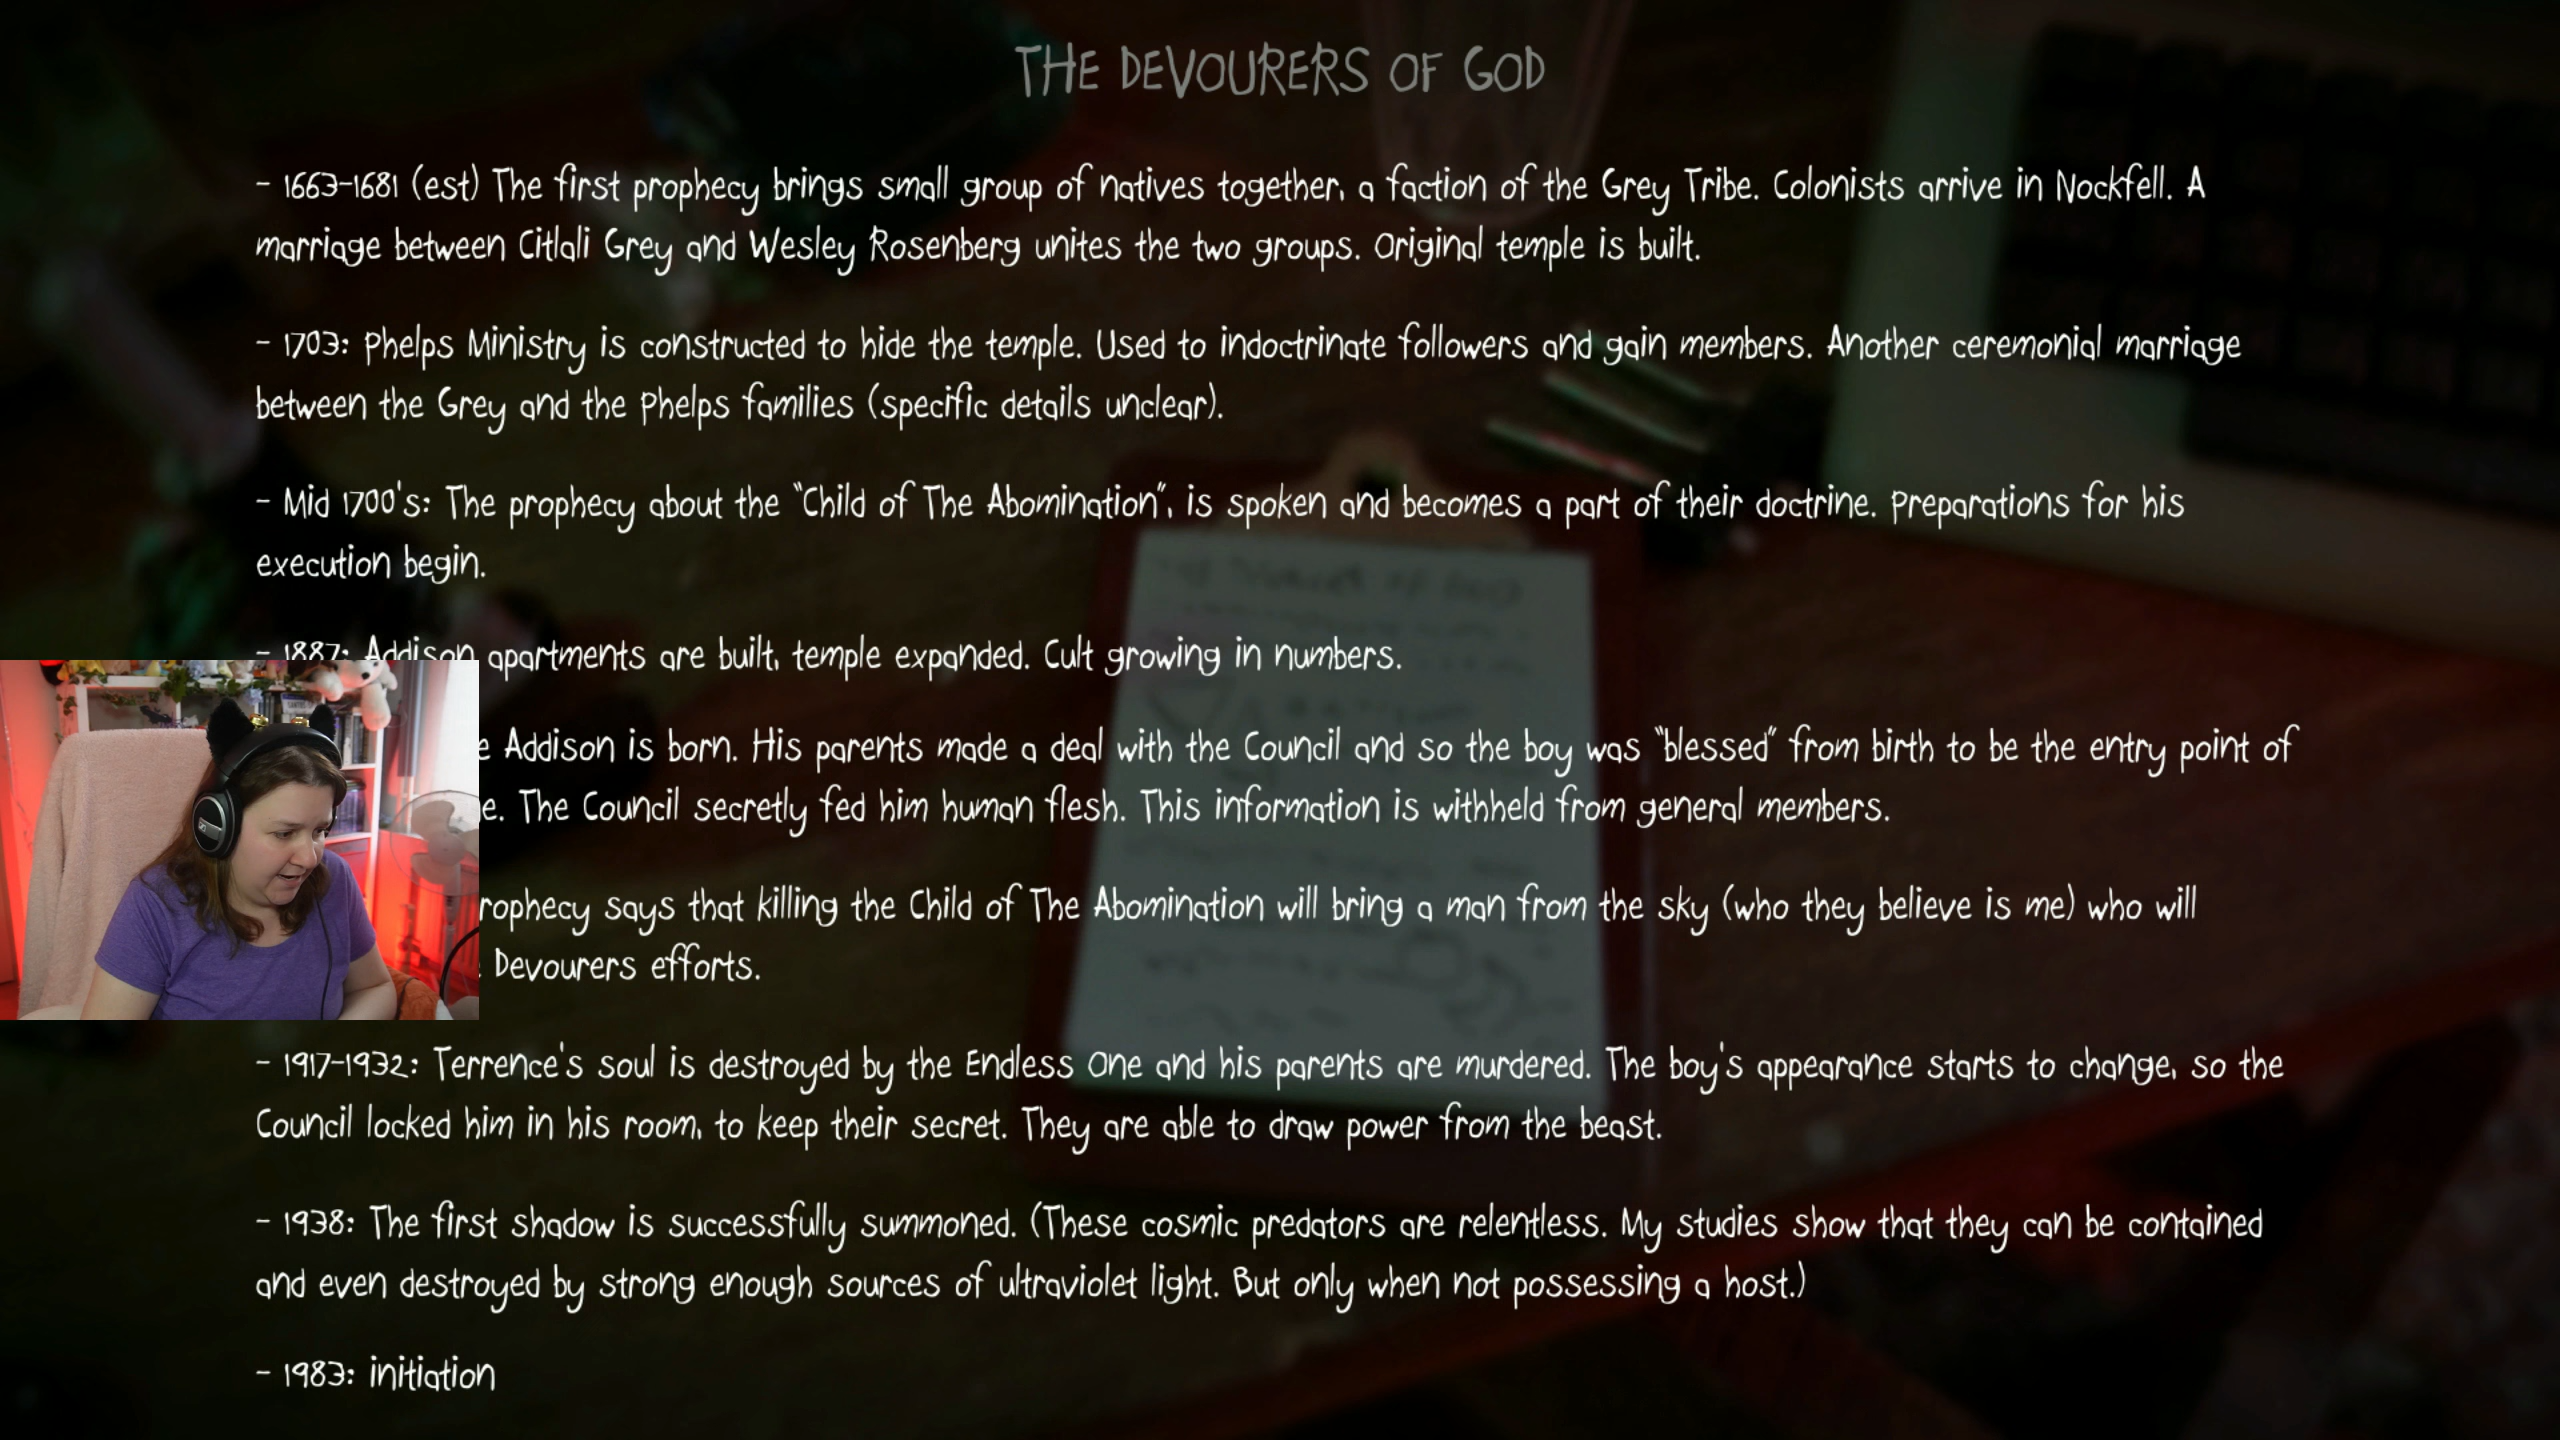 THE DEVOURERS OF GOD
- 1663-1681 (est) The first prophecy brings small group of natives together, a faction of the Grey Tribe. Colonists arrive in Nockfell. A
marriage between Citlali Grey and Wesley Rosenberg unites the two groups. Original temple is built.
- 1703: Phelps Ministry is constructed to hide the temple. Used to indoctrinate followers and gain members. Another ceremonial marriage
between the Grey and the Phelps families (specific details unclear).
- Mid 1700's: The prophecy about the "Child of The Abomination", is spoken and becomes a part of their doctrine. Preparations for his
execution begin.
- 1887: Addison apartments are built, temple expanded. Cult growing in numbers.
Addison is born. His parents made a deal with the Council and so the boy was "blessed" from birth to be the entry point of
The Council secretly fed him human flesh. This information is withheld from general members.
says that killing the Child of The Abomination will bring a man from the sky (who they believe is me) who will
Devourers efforts.
- 1917-1932: Terrence's soul is destroyed by the Endless One and his parents are murdered. The boy's appearance starts to change, so the
Council locked him in his room, to keep their secret. They are able to draw power from the beast.
- 1938: The first shadow is successfully summoned. (These cosmic predators are relentless. My studies show that they can be contained
and even destroyed by strong enough sources of ultraviolet light. But only when not possessing a host.)
- 1983: initiation